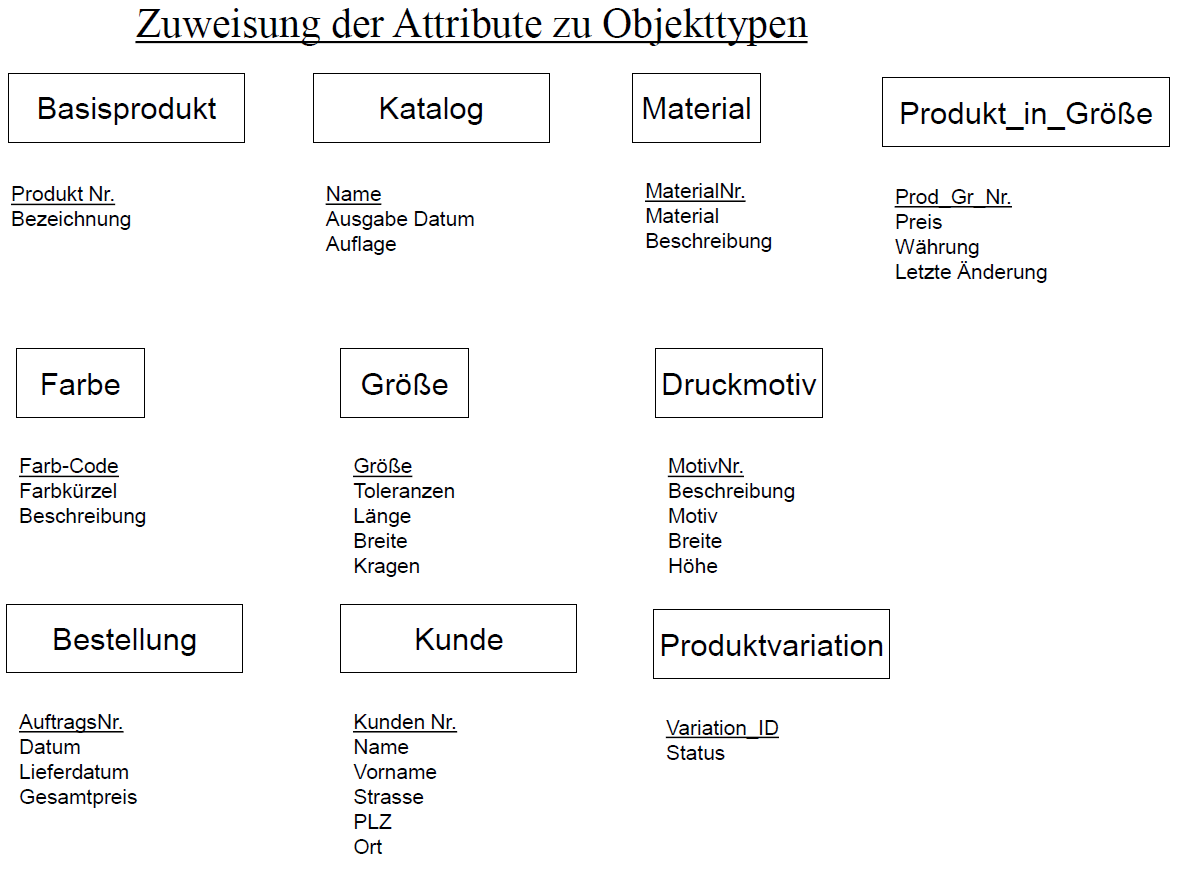 Zuweisung der Attribute zu Objekttypen
Basisprodukt
Produkt Nr.
Bezeichnung
Katalog
Name
Ausgabe Datum
Auflage
Material
MaterialNr.
Material
Beschreibung
Produkt_in_Größe
Prod_Gr_Nr.
Preis
Währung
Letzte Änderung
Farbe
Farb-Code
Farbkürzel
Beschreibung
Größe
Größe
Toleranzen
Länge
Breite
Kragen
Druckmotiv
MotivNr.
Beschreibung
Motiv
Breite
Höhe
Bestellung
AuftragsNr.
Datum
Lieferdatum
Gesamtpreis
Kunde
Kunden Nr.
Name
Vorname
Strasse
PLZ
Ort
Produktvariation
Variation_ID
Status